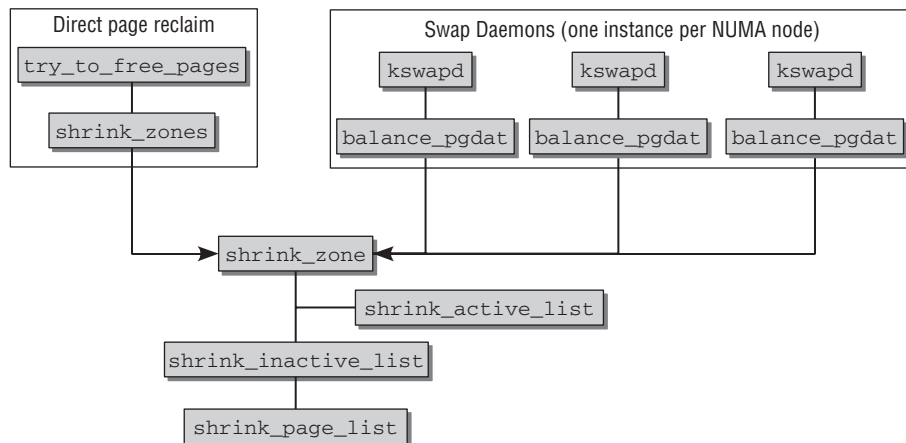 Direct page reclaim
try_to_free_pages
shrink_zones
Swap Daemons (one instance per NUMA node)
kswapd
kswapd
kswapd
balance_pgdat
balance_pgdat
balance_pgdat
shrink_zone
shrink_active_list
shrink_inactive_list
shrink_page_list